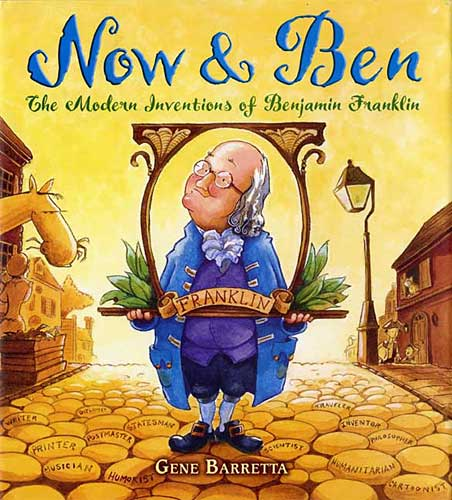 Now & Ben
The Modern Inventions of Benjamin Franklin
FRANKLIN
WRITER
DIPLOMAT
STATESMAN
PRINTER
POSTMASTER
MUSICIAN
HUMORIST
SCIENTIST
TRAVELER
INVENTOR
PHILOSOPHER
HUMANITARIAN
CARTOONIST
GENE BARRETTA